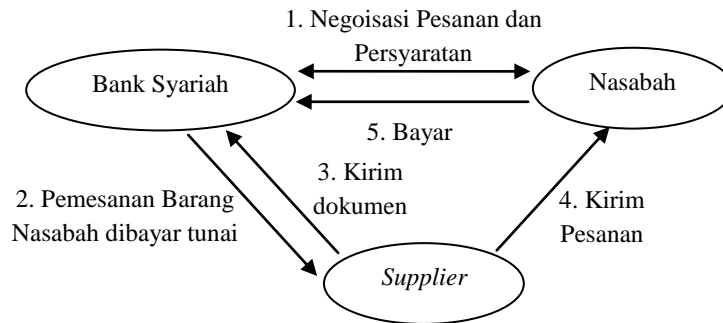 1. Negoisasi Pesanan dan
Persyaratan
Bank Syariah
Nasabah
5. Bayar
3. Kirim
dokumen
2. Pemesanan Barang
Nasabah dibayar tunai
4. Kirim
Pesanan
Supplier